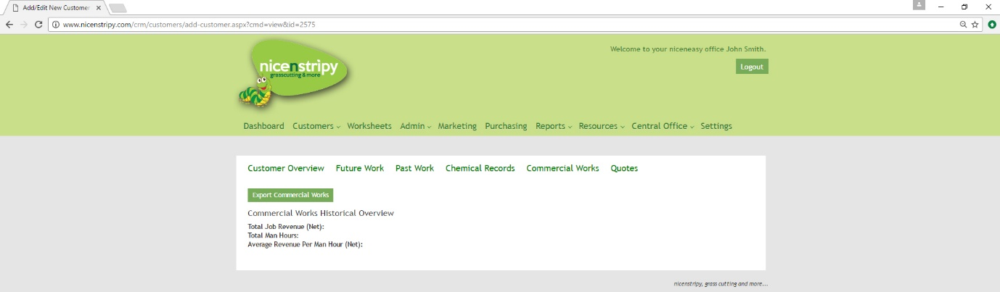 Add/Edit New Customer
www.nicenstripy.com/crm/customers/add-customer.aspx?cmd=view&id=2575
Welcome to your niceneasy office John Smith.
Logout
nicenstripy
grasscutting & more
Dashboard Customers Worksheets Admin Marketing Purchasing Reports Resources Central Office Settings
Customer Overview Future Work Past Work Chemical Records Commercial Works Quotes
Export Commercial Works
Commercial Works Historical Overview
Total Job Revenue (Net):
Total Man Hours:
Average Revenue Per Man Hour (Net):
nicenstripy, grass cutting and more...